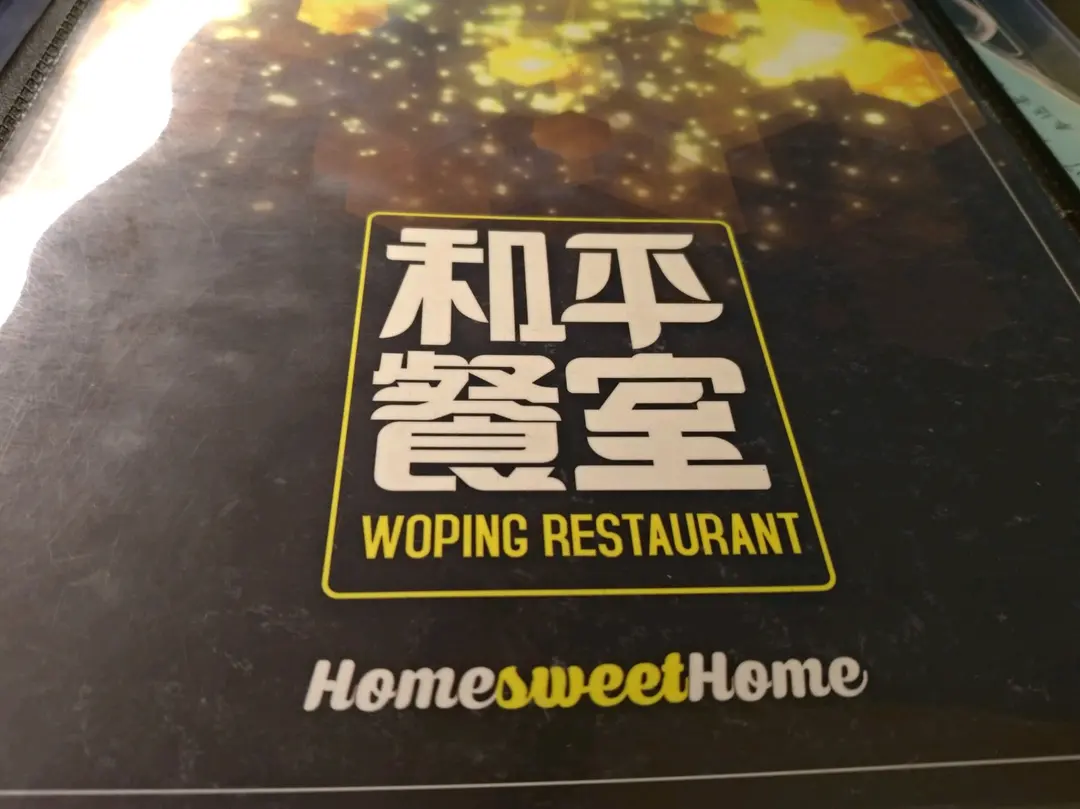 和平
餐室
WOPING RESTAURANT
HomesweetHome